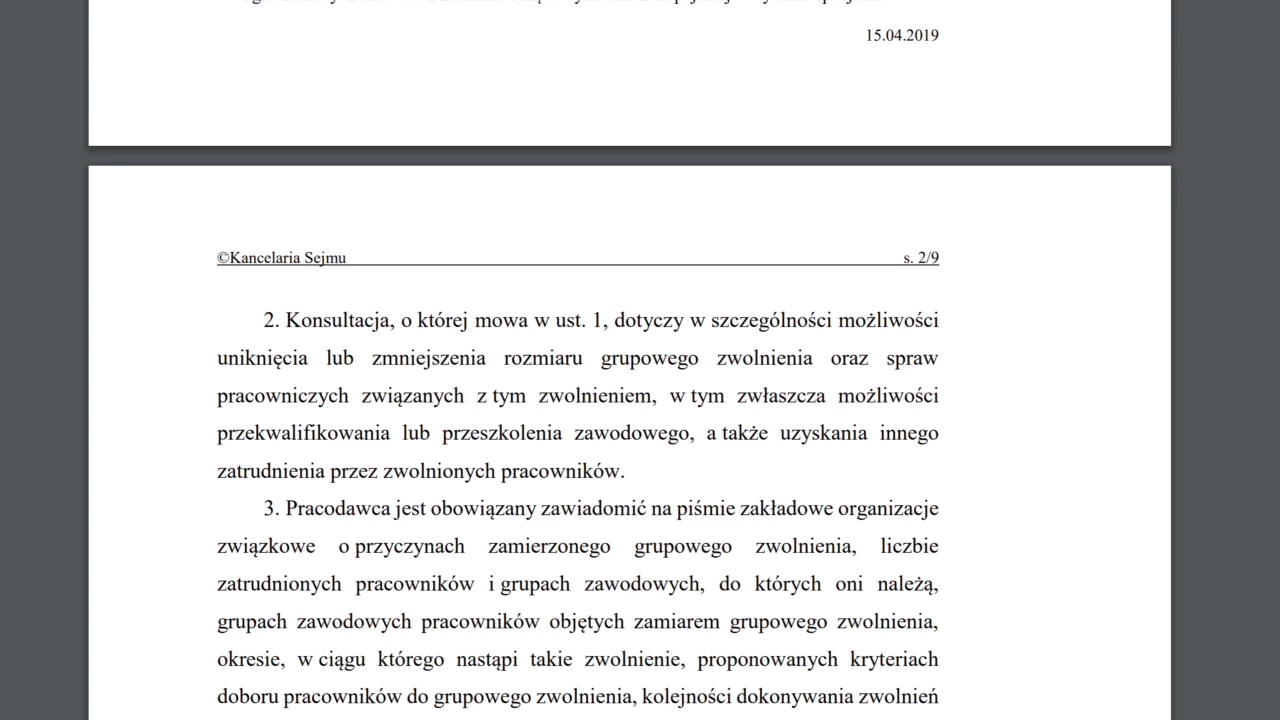 15.04.2019
©Kancelaria Sejmu s. 2/9
2. Konsultacja, o której mowa w ust. 1, dotyczy w szczególności możliwości
uniknięcia lub zmniejszenia rozmiaru grupowego zwolnienia oraz spraw
pracowniczych związanych z tym zwolnieniem, w tym zwłaszcza możliwości
przekwalifikowania lub przeszkolenia zawodowego, a także uzyskania innego
zatrudnienia przez zwolnionych pracowników.
3. Pracodawca jest obowiązany zawiadomić na piśmie zakładowe organizacje
związkowe o przyczynach zamierzonego grupowego zwolnienia, liczbie
zatrudnionych pracowników i grupach zawodowych, do których oni należą,
grupach zawodowych pracowników objętych zamiarem grupowego zwolnienia,
okresie, w ciągu którego nastąpi takie zwolnienie, proponowanych kryteriach
doboru pracowników do grupowego zwolnienia, kolejności dokonywania zwolnień